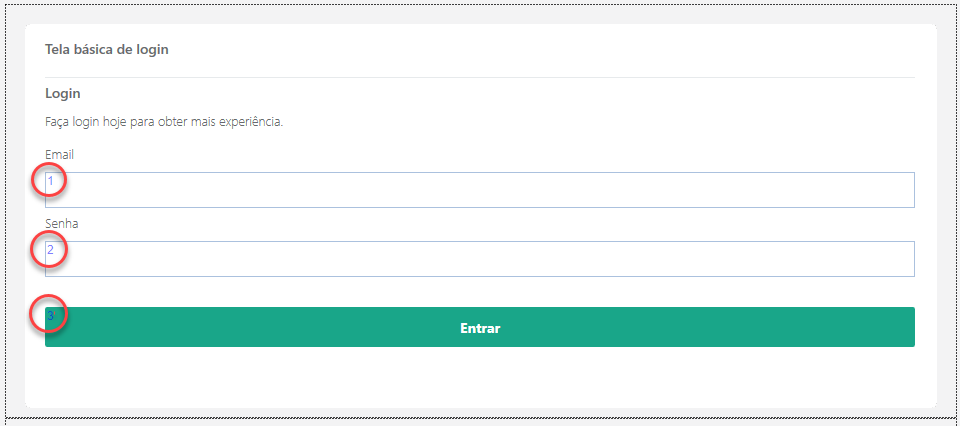 Tela básica de login
Login
Faça login hoje para obter mais experiência.
Email
1
Senha
2
3
Entrar